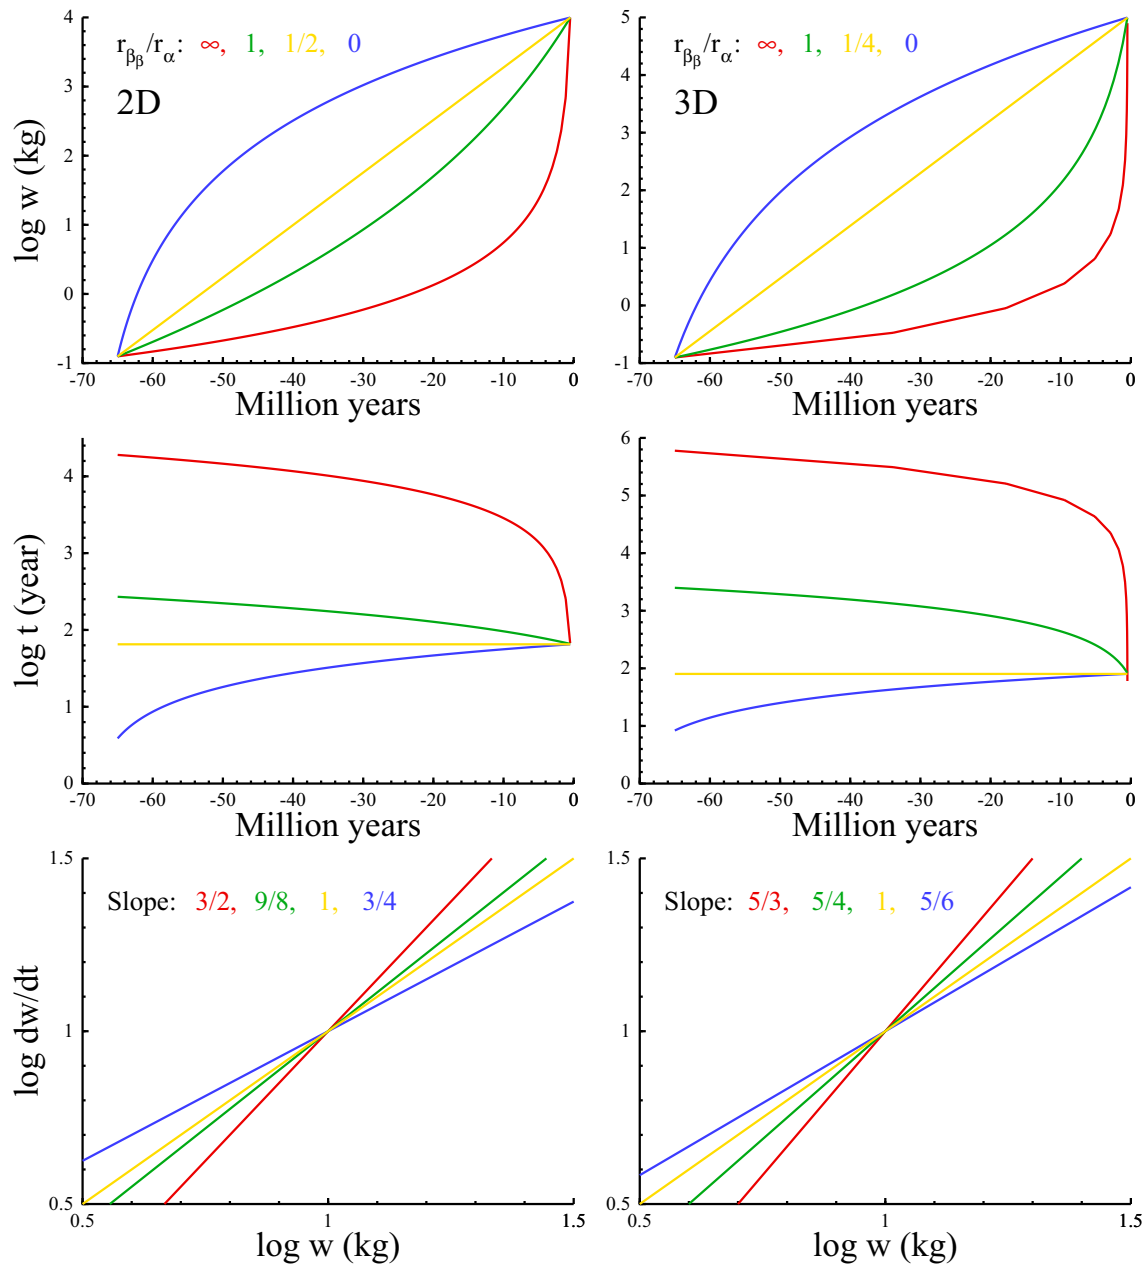 r_ββ/r_α: ∞, 1, 1/2, 0
2D
log w (kg)
4
3
2
1
0
-1
-70 -60 -50 -40 -30 -20 -10 0
Million years
r_ββ/r_α: ∞, 1, 1/4, 0
3D
5
4
3
2
1
0
-1
-70 -60 -50 -40 -30 -20 -10 0
Million years
log t (year)
4
3
2
1
0
-70 -60 -50 -40 -30 -20 -10 0
Million years
6
5
4
3
2
1
0
-70 -60 -50 -40 -30 -20 -10 0
Million years
Slope: 3/2, 9/8, 1, 3/4
log dw/dt
1.5
1
0.5
0.5 1 1.5
log w (kg)
Slope: 5/3, 5/4, 1, 5/6
1.5
1
0.5
0.5 1 1.5
log w (kg)